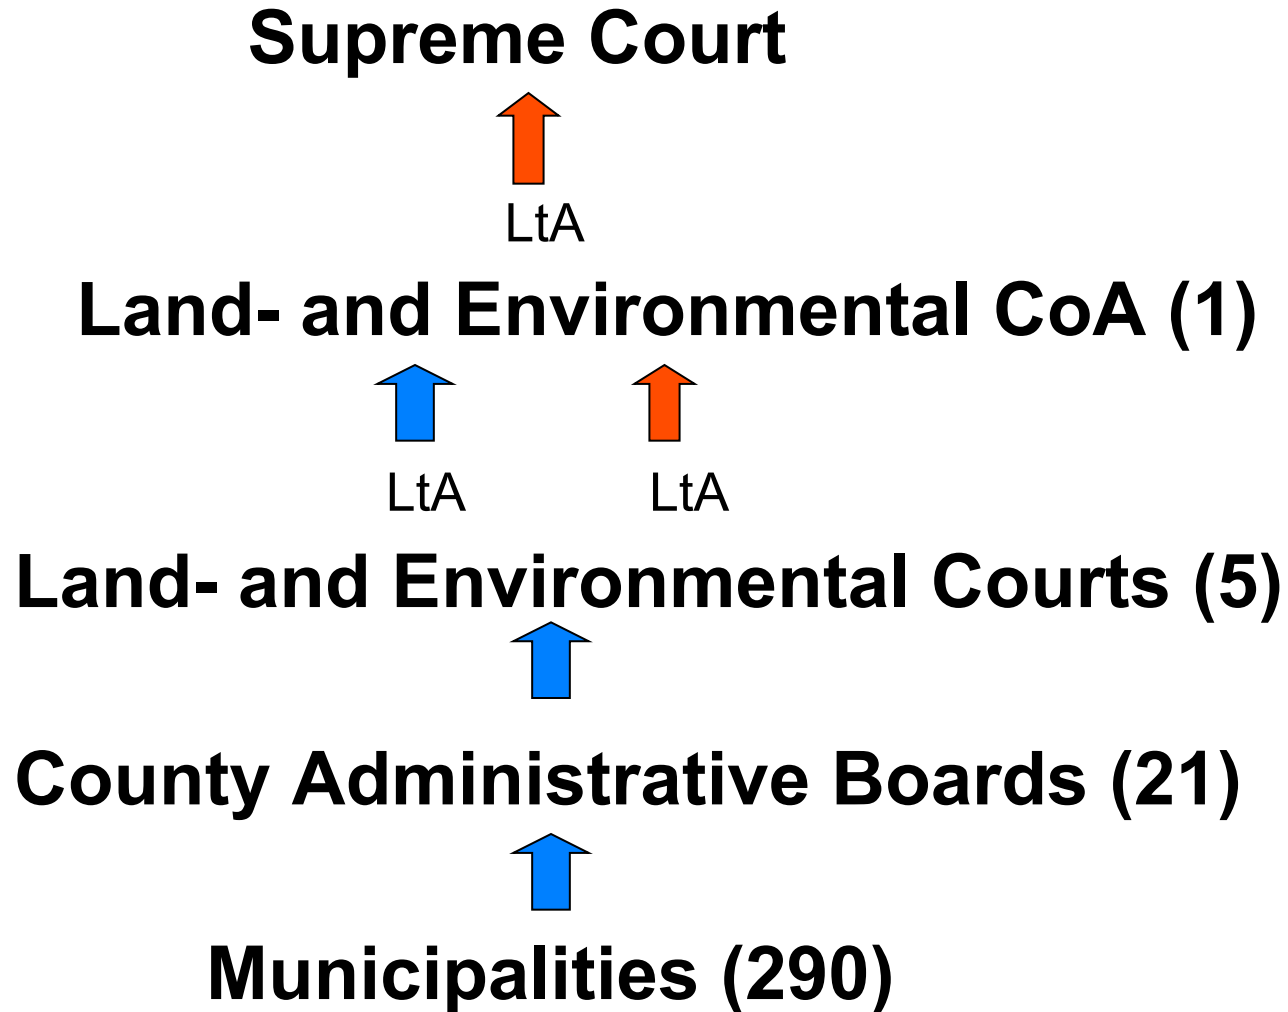 Supreme Court
LtA
Land- and Environmental CoA (1)
LtA LtA
Land- and Environmental Courts (5)
County Administrative Boards (21)
Municipalities (290)